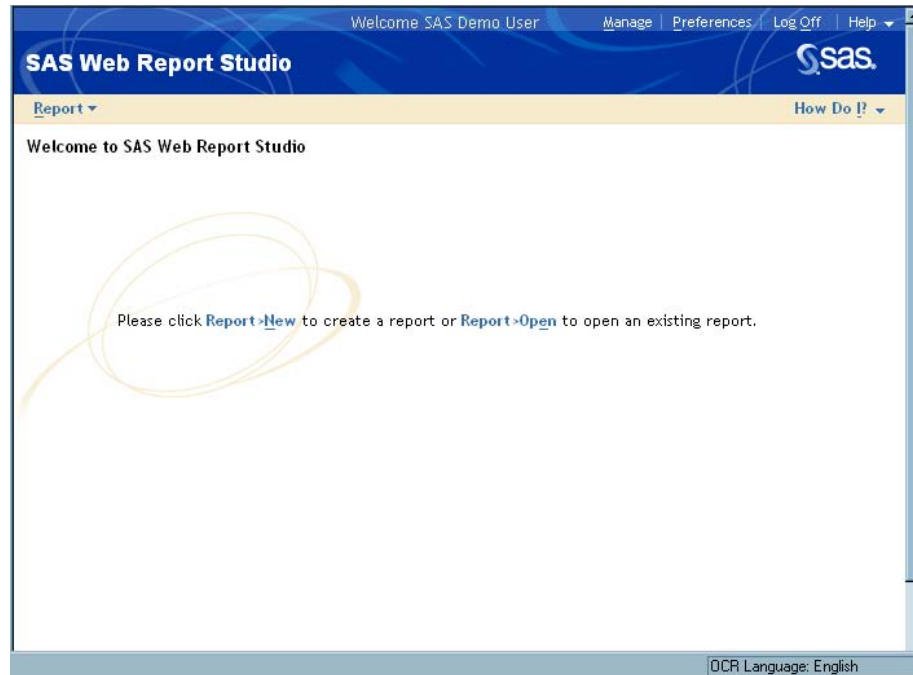 Welcome SAS Demo User Manage | Preferences | Log Off | Help
SAS Web Report Studio
sas.
Report How Do I?
Welcome to SAS Web Report Studio
Please click Report>New to create a report or Report>Open to open an existing report.
OCR Language: English